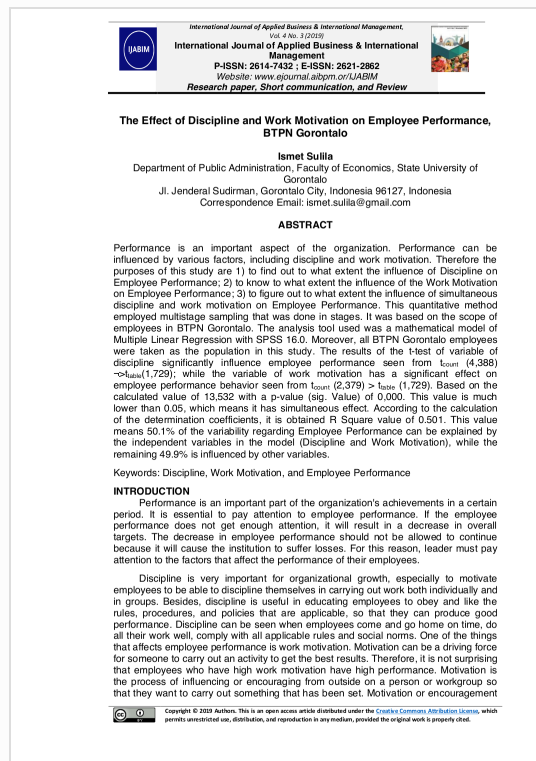 IJABIM
International Journal of Applied Business & International Management,
Vol. 4 No. 3 (2019)
International Journal of Applied Business & International
Management
P-ISSN: 2614-7432 ; E-ISSN: 2621-2862
Website: www.ejournal.aibpm.or/IJABIM
Research paper, Short communication, and Review
The Effect of Discipline and Work Motivation on Employee Performance,
BTPN Gorontalo
Ismet Sulila
Department of Public Administration, Faculty of Economics, State University of
Gorontalo
Jl. Jenderal Sudirman, Gorontalo City, Indonesia 96127, Indonesia
Correspondence Email: ismet.sulila@gmail.com
ABSTRACT
Performance is an important aspect of the organization. Performance can be
influenced by various factors, including discipline and work motivation. Therefore the
purposes of this study are 1) to find out to what extent the influence of Discipline on
Employee Performance; 2) to know to what extent the influence of the Work Motivation
on Employee Performance; 3) to figure out to what extent the influence of simultaneous
discipline and work motivation on Employee Performance. This quantitative method
employed multistage sampling that was done in stages. It was based on the scope of
employees in BTPN Gorontalo. The analysis tool used was a mathematical model of
Multiple Linear Regression with SPSS 16.0. Moreover, all BTPN Gorontalo employees
were taken as the population in this study. The results of the t-test of variable of
discipline significantly influence employee performance seen from tcount (4,388)
¬>ttable(1,729); while the variable of work motivation has a significant effect on
employee performance behavior seen from tcount (2,379) > ttable (1,729). Based on the
calculated value of 13,532 with a p-value (sig. Value) of 0,000. This value is much
lower than 0.05, which means it has simultaneous effect. According to the calculation
of the determination coefficients, it is obtained R Square value of 0.501. This value
means 50.1% of the variability regarding Employee Performance can be explained by
the independent variables in the model (Discipline and Work Motivation), while the
remaining 49.9% is influenced by other variables.
Keywords: Discipline, Work Motivation, and Employee Performance
INTRODUCTION
Performance is an important part of the organization's achievements in a certain
period. It is essential to pay attention to employee performance. If the employee
performance does not get enough attention, it will result in a decrease in overall
targets. The decrease in employee performance should not be allowed to continue
because it will cause the institution to suffer losses. For this reason, leader must pay
attention to the factors that affect the performance of their employees.
Discipline is very important for organizational growth, especially to motivate
employees to be able to discipline themselves in carrying out work both individually and
in groups. Besides, discipline is useful in educating employees to obey and like the
rules, procedures, and policies that are applicable, so that they can produce good
performance. Discipline can be seen when employees come and go home on time, do
all their work well, comply with all applicable rules and social norms. One of the things
that affects employee performance is work motivation. Motivation can be a driving force
for someone to carry out an activity to get the best results. Therefore, it is not surprising
that employees who have high work motivation have high performance. Motivation is
the process of influencing or encouraging from outside on a person or workgroup so
that they want to carry out something that has been set. Motivation or encouragement
Copyright © 2019 Authors. This is an open access article distributed under the Creative Commons Attribution License, which
permits unrestricted use, distribution, and reproduction in any medium, provided the original work is properly cited.